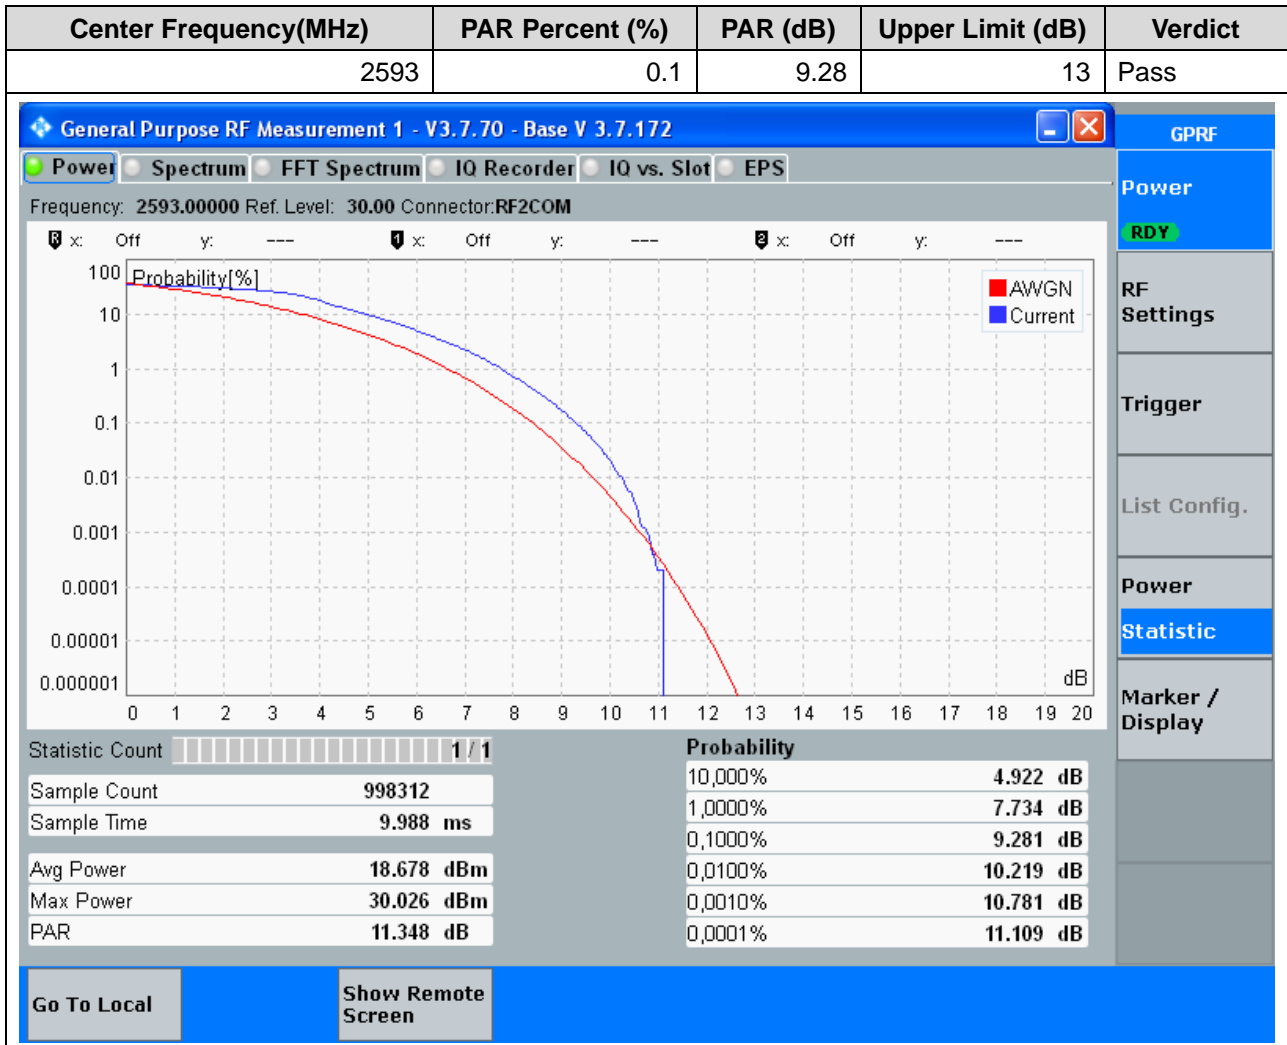 Center Frequency(MHz) PAR Percent (%) PAR (dB) Upper Limit (dB) Verdict
2593 0.1 9.28 13 Pass
General Purpose RF Measurement 1 - V3.7.70 - Base V 3.7.172
GPRF
Power Spectrum FFT Spectrum IQ Recorder IQ vs. Slot EPS
Power
RDY
Frequency: 2593.00000 Ref. Level: 30.00 Connector:RF2COM
R x: Off y: --- 1 x: Off y: --- 2 x: Off y: ---
Probability[%]
AWGN
Current
100
10
1
0.1
0.01
0.001
0.0001
0.00001
0.000001
dB
0 1 2 3 4 5 6 7 8 9 10 11 12 13 14 15 16 17 18 19 20
RF
Settings
Trigger
List Config.
Power
Statistic
Marker /
Display
Statistic Count 1 / 1
Sample Count 998312
Sample Time 9.988 ms
Avg Power 18.678 dBm
Max Power 30.026 dBm
PAR 11.348 dB
Probability
10,000% 4.922 dB
1,0000% 7.734 dB
0,1000% 9.281 dB
0,0100% 10.219 dB
0,0010% 10.781 dB
0,0001% 11.109 dB
Go To Local
Show Remote
Screen